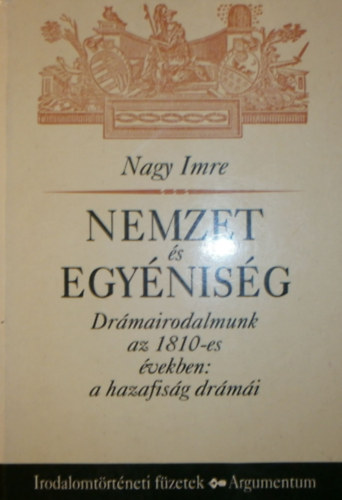 Nagy Imre
NEMZET
és
EGYÉNISÉG
Drámairodalmunk
az 1810-es
években:
a hazafiság drámái
Irodalomtörténeti füzetek Argumentum